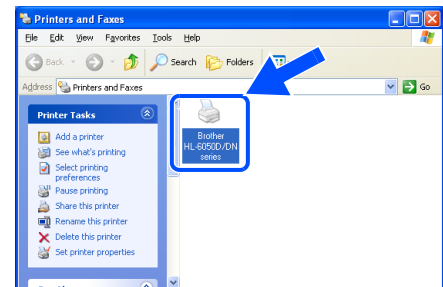 Printers and Faxes
File Edit View Favorites Tools Help
Back Search Folders
Address Printers and Faxes Go
Printer Tasks
Add a printer
See what's printing
Select printing
preferences
Pause printing
Share this printer
Rename this printer
Delete this printer
Set printer properties
Brother
HL-6050D/DN
series